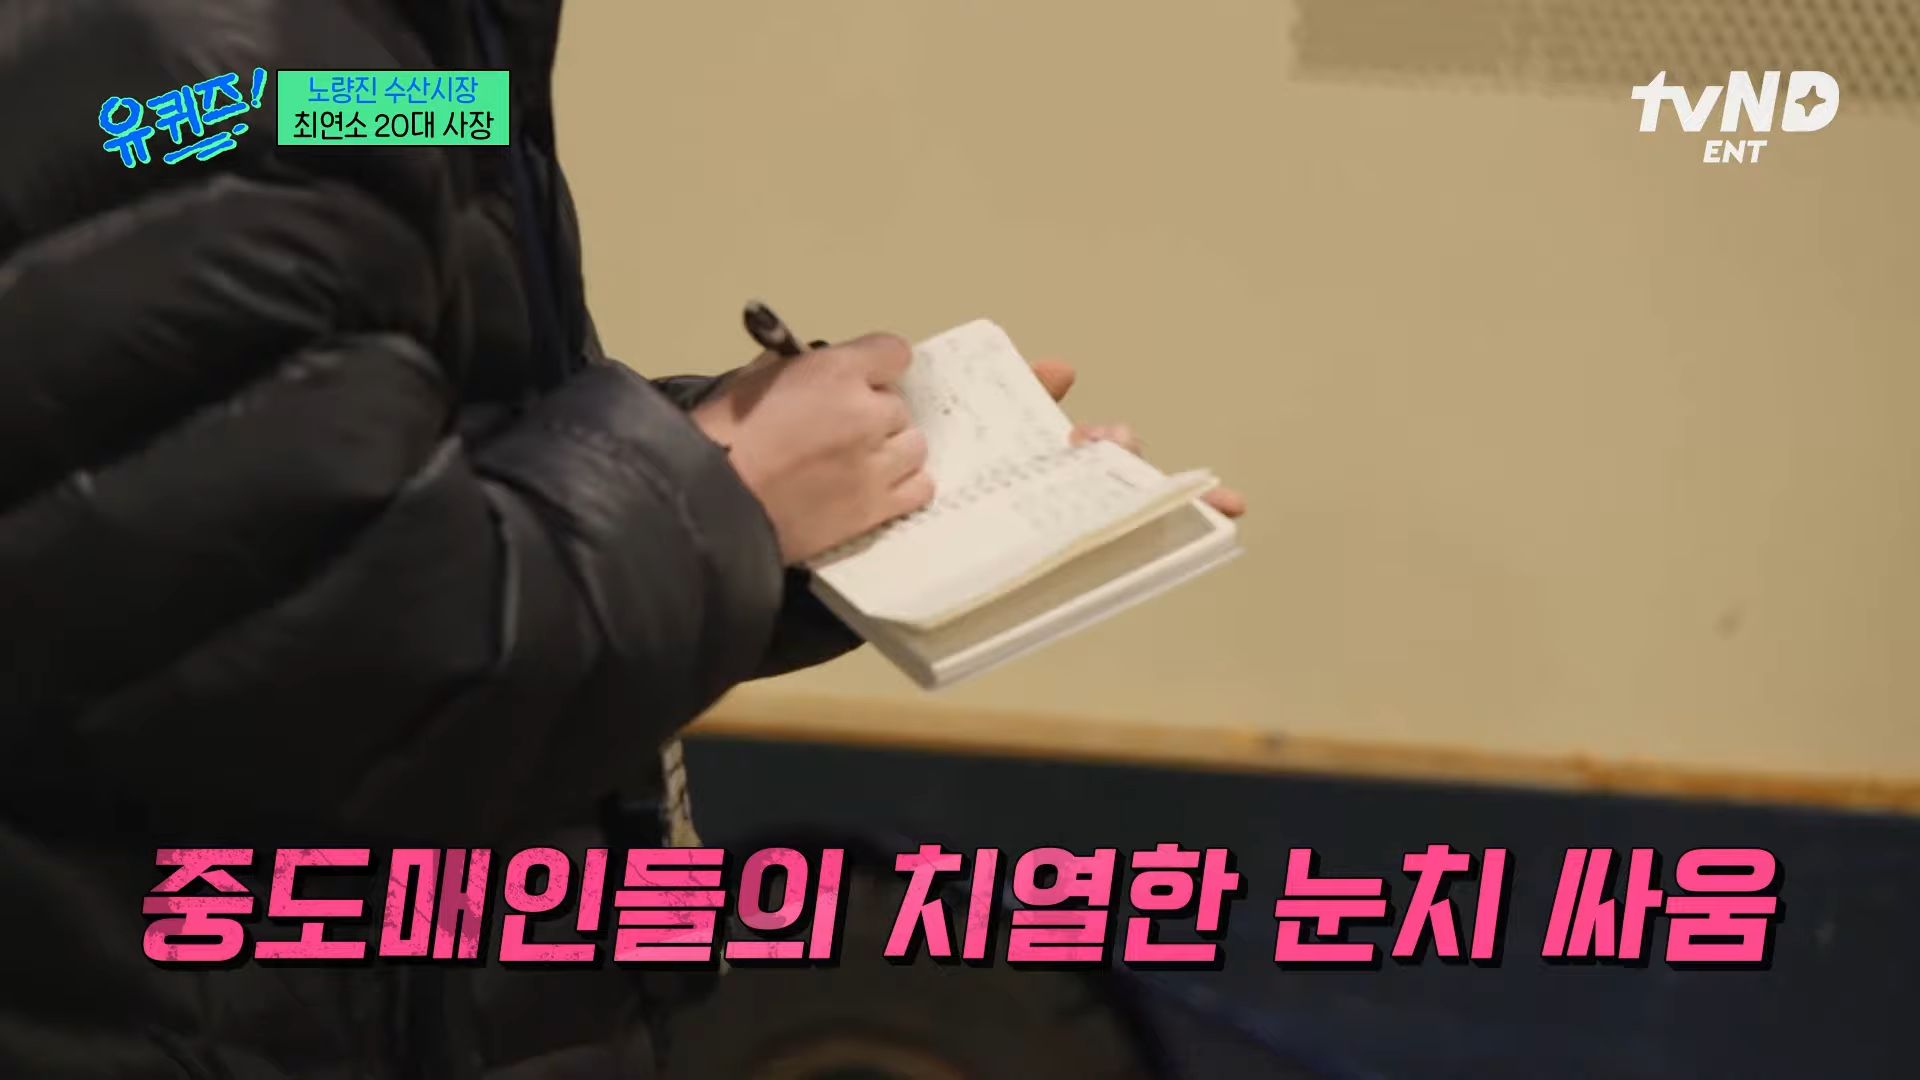 유퀴즈!
노량진 수산시장
최연소 20대 사장
tvND
ENT
중도매인들의 치열한 눈치 싸움